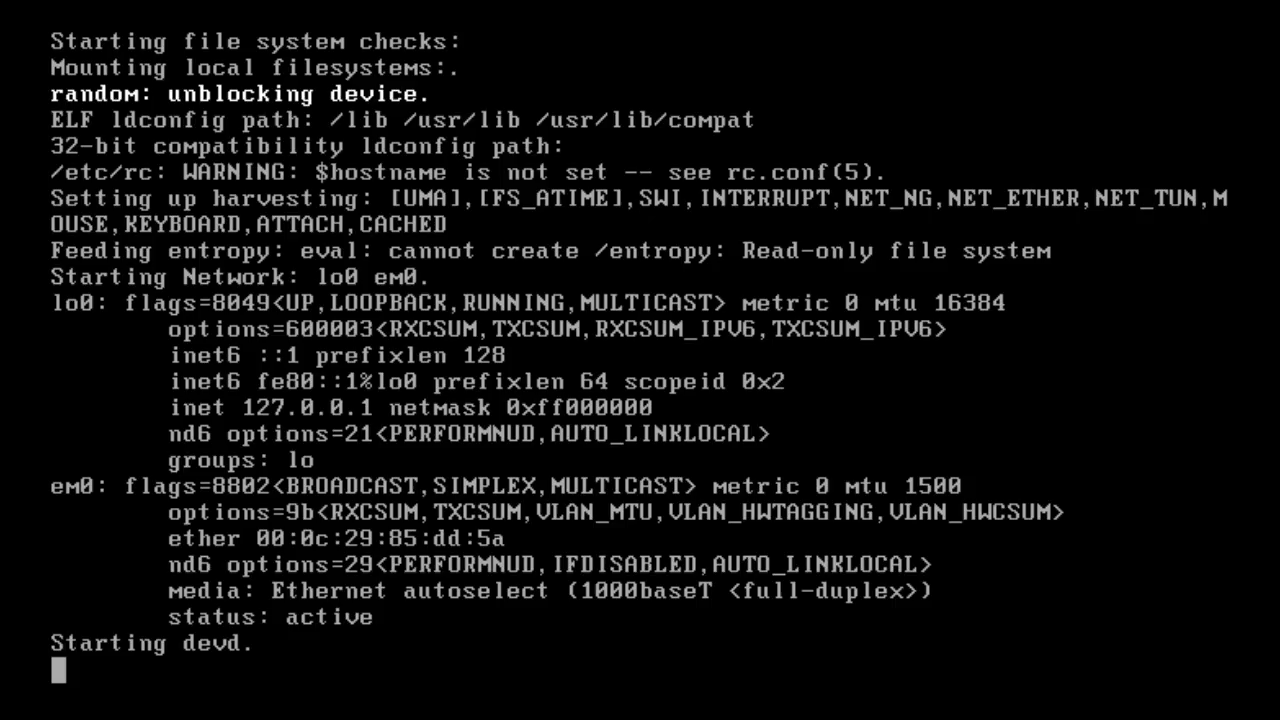 Starting file system checks:
Mounting local filesystems:.
random: unblocking device.
ELF ldconfig path: /lib /usr/lib /usr/lib/compat
32-bit compatibility ldconfig path:
/etc/rc: WARNING: $hostname is not set -- see rc.conf(5).
Setting up harvesting: [UMA],[FS_ATIME],SWI,INTERRUPT,NET_NG,NET_ETHER,NET_TUN,M
OUSE,KEYBOARD,ATTACH,CACHED
Feeding entropy: eval: cannot create /entropy: Read-only file system
Starting Network: lo0 em0.
lo0: flags=8049<UP,LOOPBACK,RUNNING,MULTICAST> metric 0 mtu 16384
        options=600003<RXCSUM,TXCSUM,RXCSUM_IPV6,TXCSUM_IPV6>
        inet6 ::1 prefixlen 128
        inet6 fe80::1%lo0 prefixlen 64 scopeid 0x2
        inet 127.0.0.1 netmask 0xff000000
        nd6 options=21<PERFORMNUD,AUTO_LINKLOCAL>
        groups: lo
em0: flags=8802<BROADCAST,SIMPLEX,MULTICAST> metric 0 mtu 1500
        options=9b<RXCSUM,TXCSUM,VLAN_MTU,VLAN_HWTAGGING,VLAN_HWCSUM>
        ether 00:0c:29:85:dd:5a
        nd6 options=29<PERFORMNUD,IFDISABLED,AUTO_LINKLOCAL>
        media: Ethernet autoselect (1000baseT <full-duplex>)
        status: active
Starting devd.